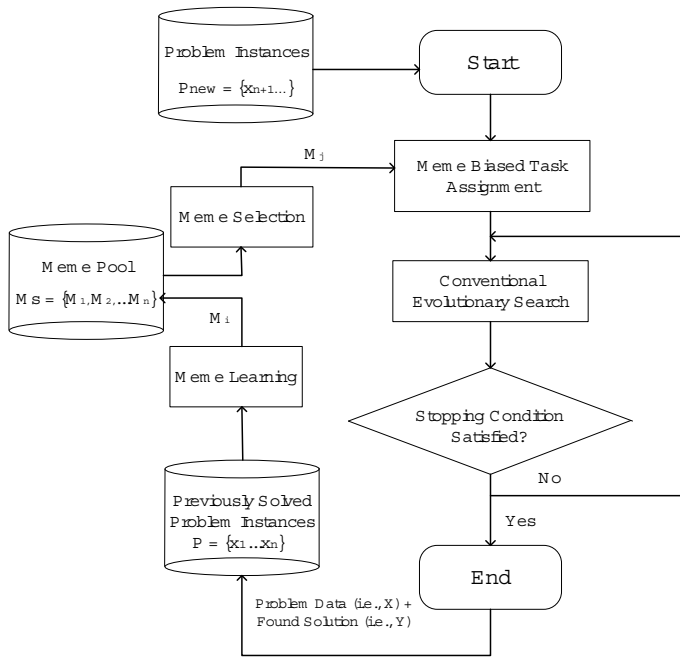 Problem Instances
Pnew = {xn+1...}
Start
Mj
Meme Biased Task
Assignment
Meme Selection
Meme Pool
Ms = {M1,M2,...Mn}
Conventional
Evolutionary Search
Mi
Meme Learning
Stopping Condition
Satisfied?
Previously Solved
Problem Instances
P = {x1...xn}
No
Yes
End
Problem Data (i.e.,X) +
Found Solution (i.e.,Y)